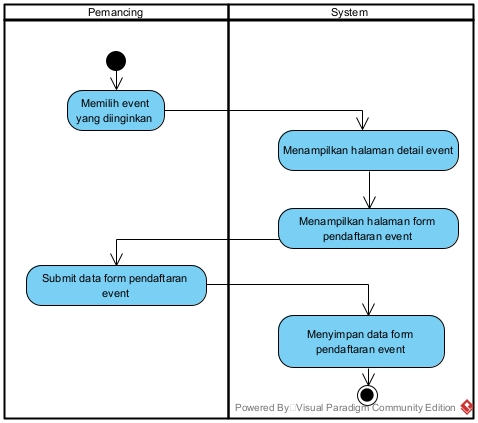 Pemancing
System
Memilih event
yang diinginkan
Menampilkan halaman detail event
Menampilkan halaman form
pendaftaran event
Submit data form pendaftaran
event
Menyimpan data form
pendaftaran event
Powered By Visual Paradigm Community Edition